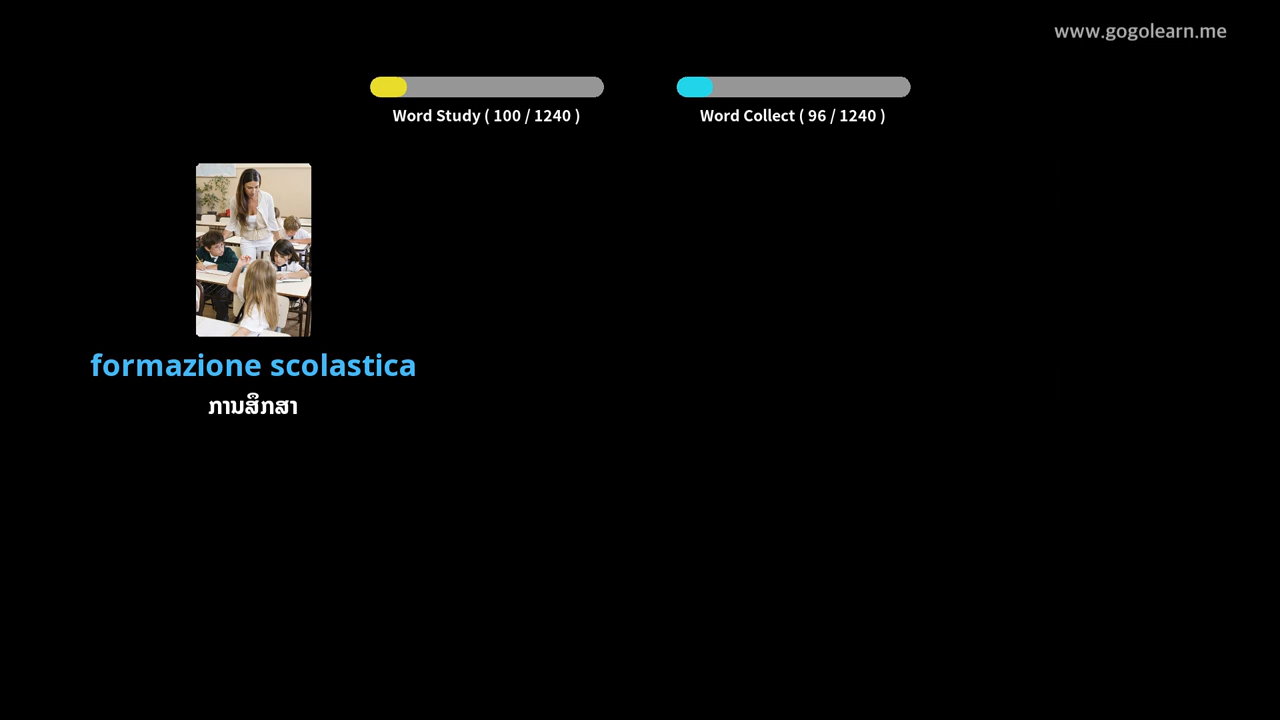 www.gogolearn.me
Word Study ( 100 / 1240 )
Word Collect ( 96 / 1240 )
formazione scolastica
ການສຶກສາ